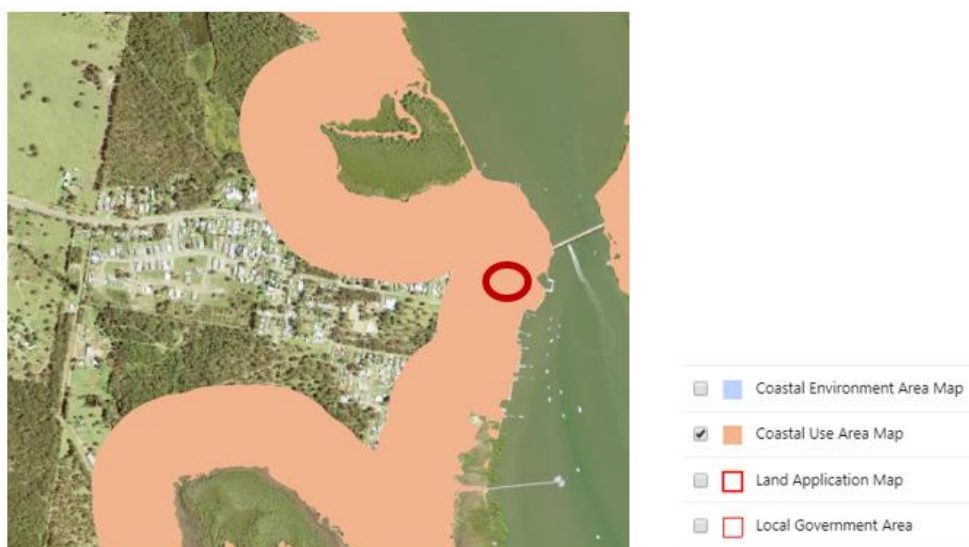 Coastal Environment Area Map
Coastal Use Area Map
Land Application Map
Local Government Area